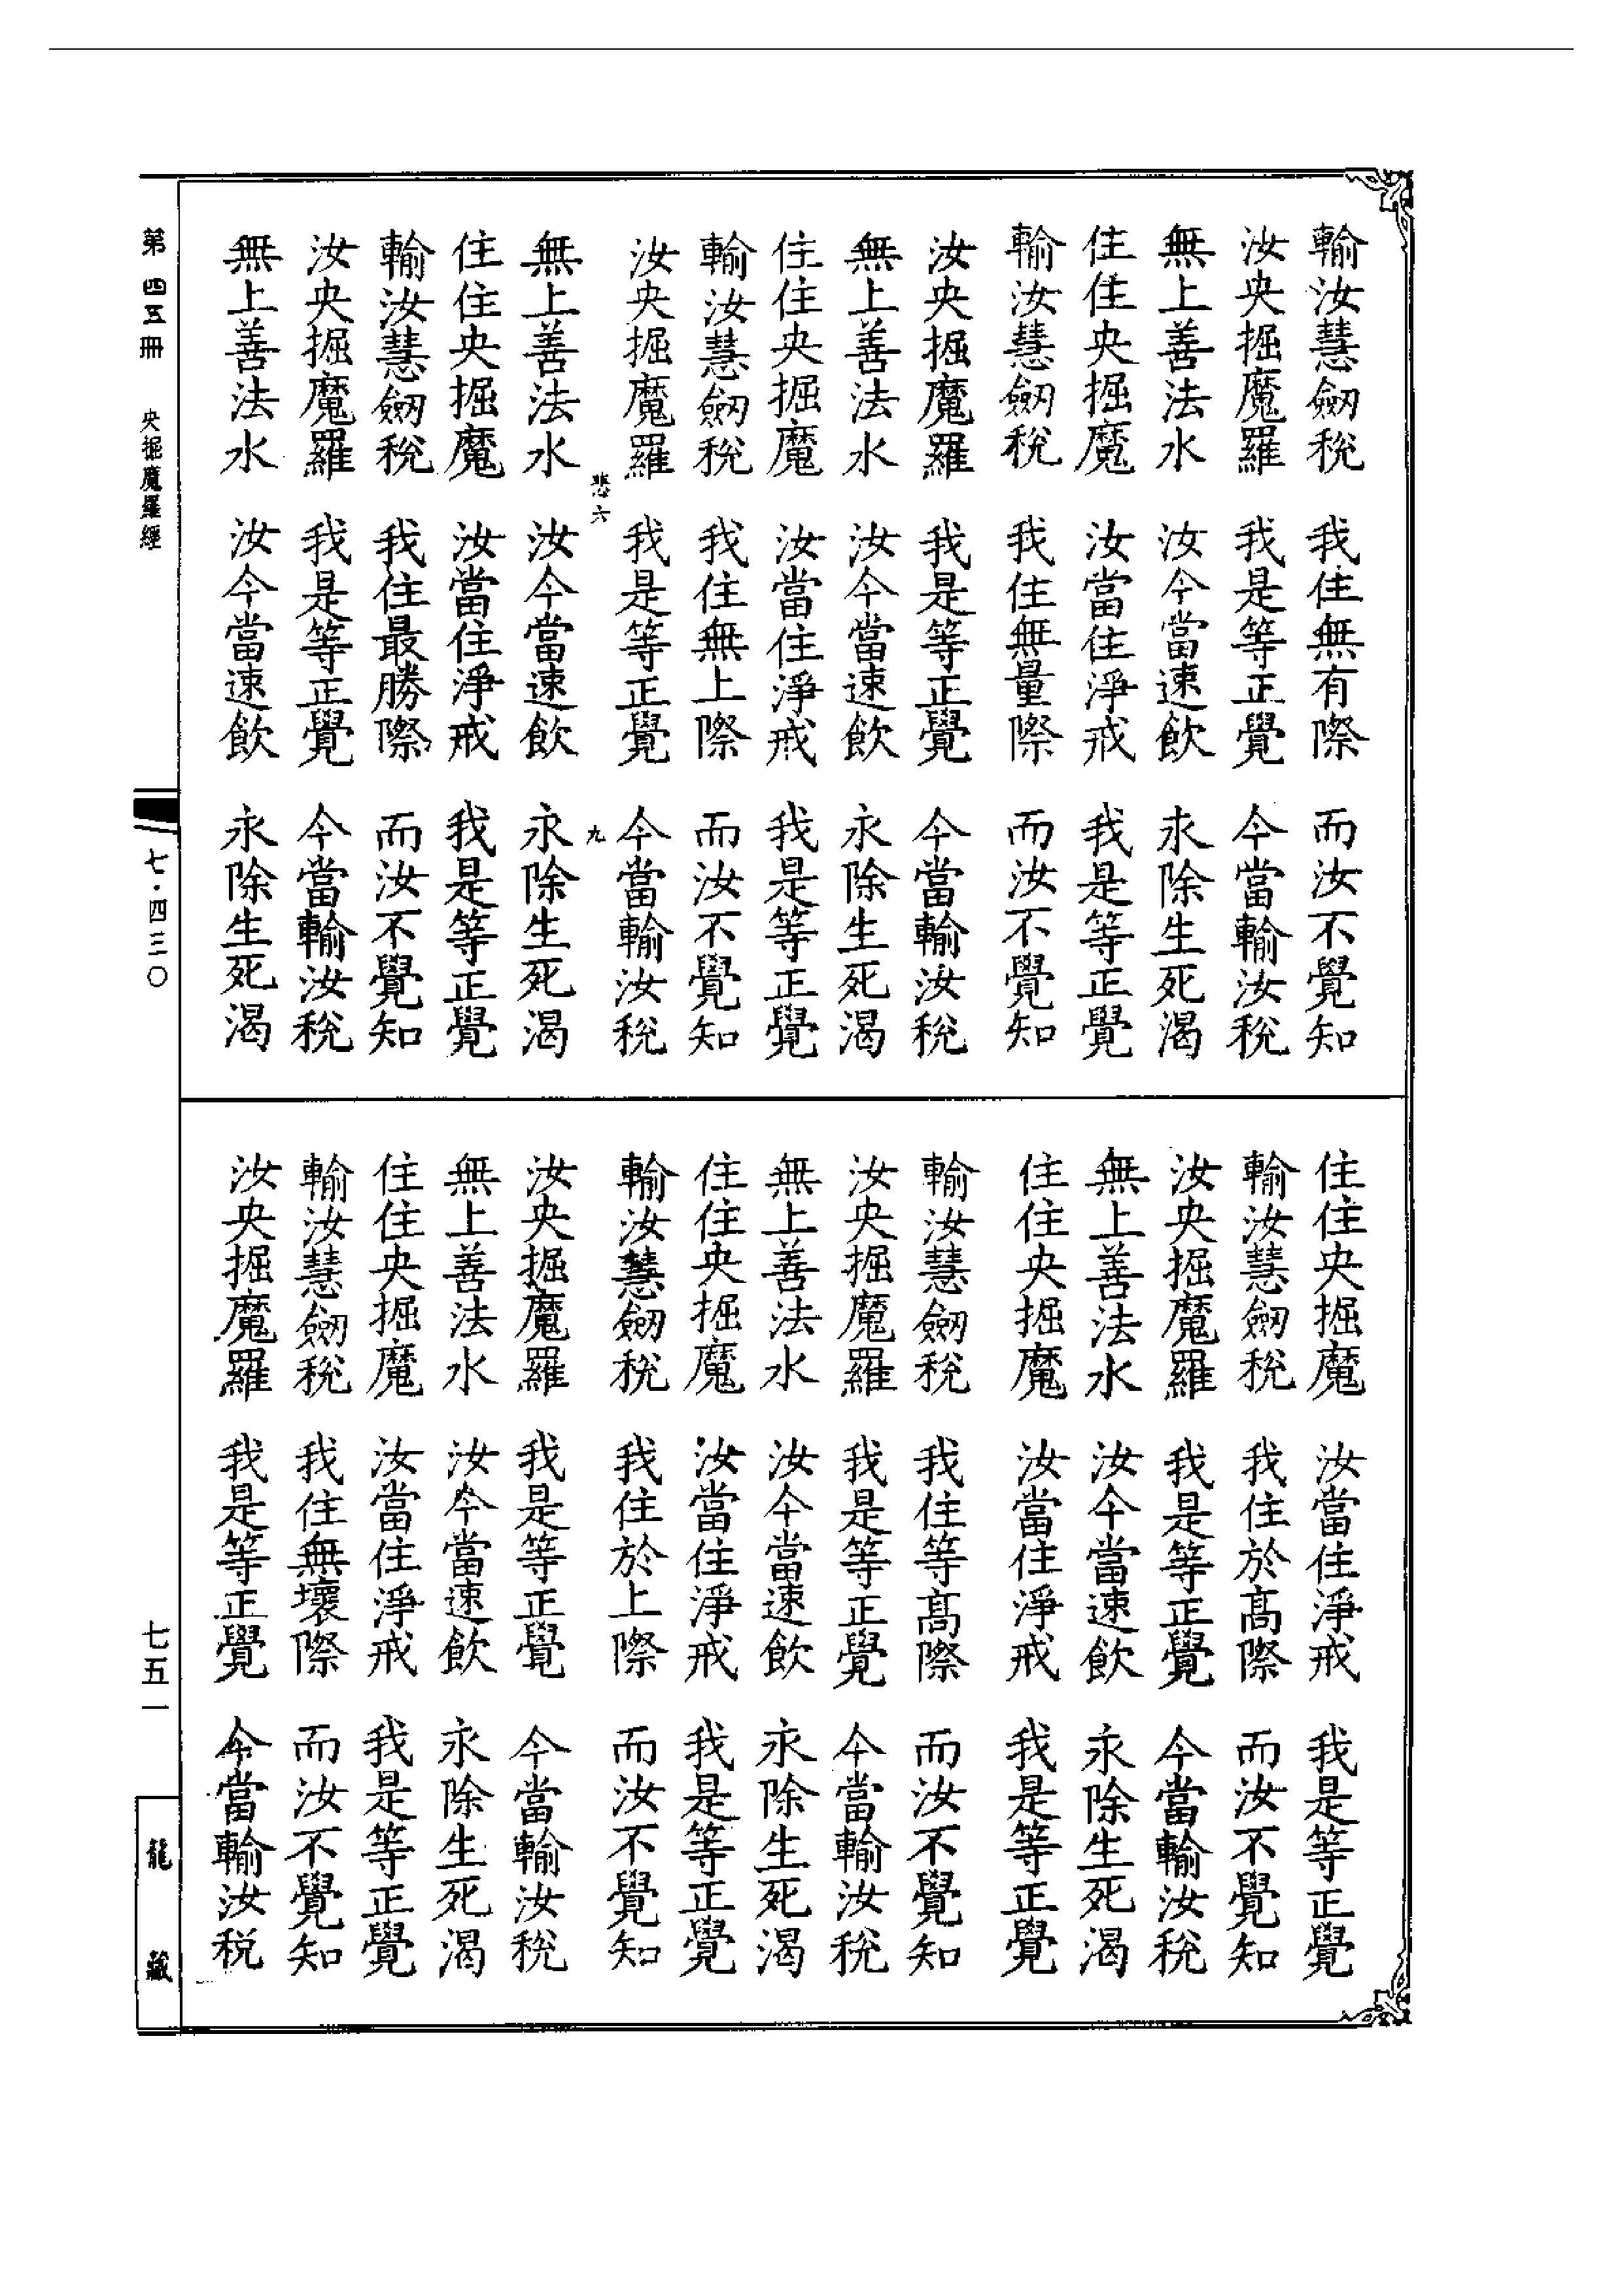 輸汝慧劒稅　我住無有際　而汝不覺知
汝央掘魔羅　我是等正覺　今當輸汝稅
無上善法水　汝今當速飲　永除生死渴
住住央掘魔　汝當住淨戒　我是等正覺
輸汝慧劒稅　我住無量際　而汝不覺知
汝央掘魔羅　我是等正覺　今當輸汝稅
無上善法水　汝今當速飲　永除生死渴
住住央掘魔　汝當住淨戒　我是等正覺
輸汝慧劒稅　我住無上際　而汝不覺知
汝央掘魔羅　我是等正覺　今當輸汝稅
悲六　九
無上善法水　汝今當速飲　永除生死渴
住住央掘魔　汝當住淨戒　我是等正覺
輸汝慧劒稅　我住最勝際　而汝不覺知
汝央掘魔羅　我是等正覺　今當輸汝稅
無上善法水　汝今當速飲　永除生死渴
住住央掘魔　汝當住淨戒　我是等正覺
輸汝慧劒稅　我住於高際　而汝不覺知
汝央掘魔羅　我是等正覺　今當輸汝稅
無上善法水　汝今當速飲　永除生死渴
住住央掘魔　汝當住淨戒　我是等正覺
輸汝慧劒稅　我住等高際　而汝不覺知
汝央掘魔羅　我是等正覺　今當輸汝稅
無上善法水　汝今當速飲　永除生死渴
住住央掘魔　汝當住淨戒　我是等正覺
輸汝慧劒稅　我住於上際　而汝不覺知
汝央掘魔羅　我是等正覺　今當輸汝稅
無上善法水　汝今當速飲　永除生死渴
住住央掘魔　汝當住淨戒　我是等正覺
輸汝慧劒稅　我住無壞際　而汝不覺知
汝央掘魔羅　我是等正覺　今當輸汝稅
第四五冊　央掘魔羅經　七・四三〇　七五一　龍藏